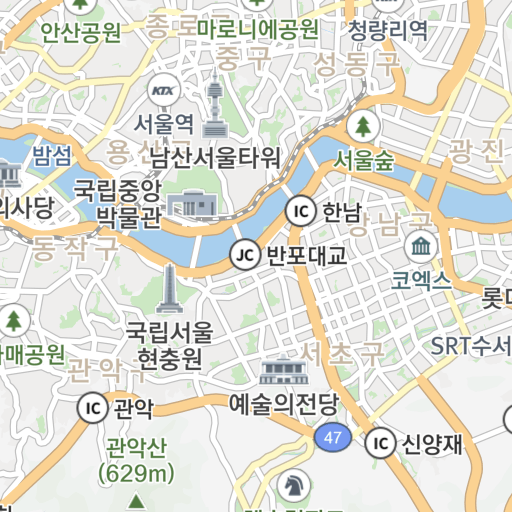 안산공원
종로
마로니에공원
중구
청량리역
성동구
KTX
서울역
밤섬
용산구
남산서울타워
서울숲
광진
국립중앙
박물관
의사당
IC
한남
강남구
동작구
JC
반포대교
코엑스
국립서울
현충원
SRT수서
관악구
서초구
예술의전당
IC
관악
47
IC
신양재
관악산
(629m)